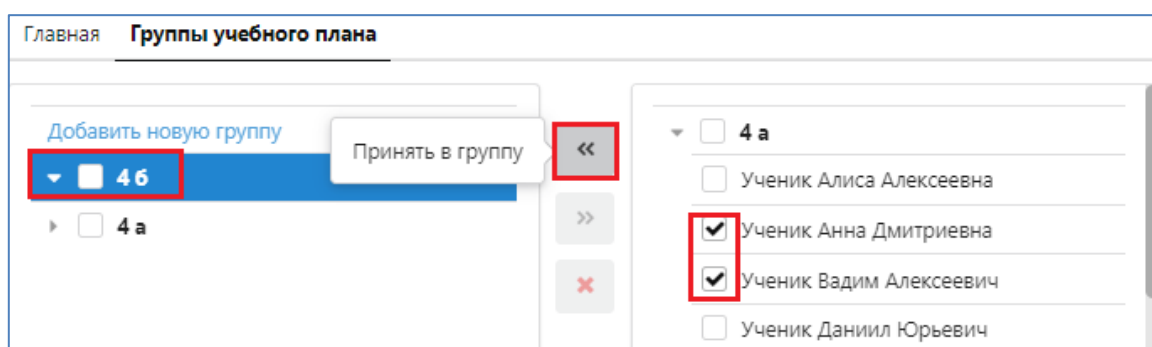 Главная Группы учебного плана
Добавить новую группу
4 б
4 а
Принять в группу
4 а
Ученик Алиса Алексеевна
Ученик Анна Дмитриевна
Ученик Вадим Алексеевич
Ученик Даниил Юрьевич